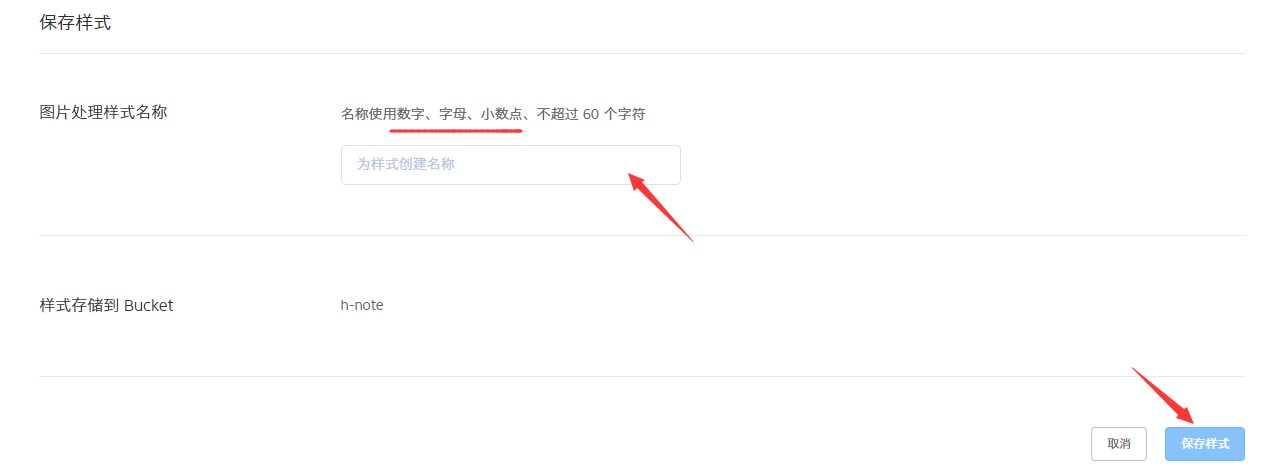 保存样式
图片处理样式名称
名称使用数字、字母、小数点、不超过 60 个字符
为样式创建名称
样式存储到 Bucket
h-note
取消
保存样式